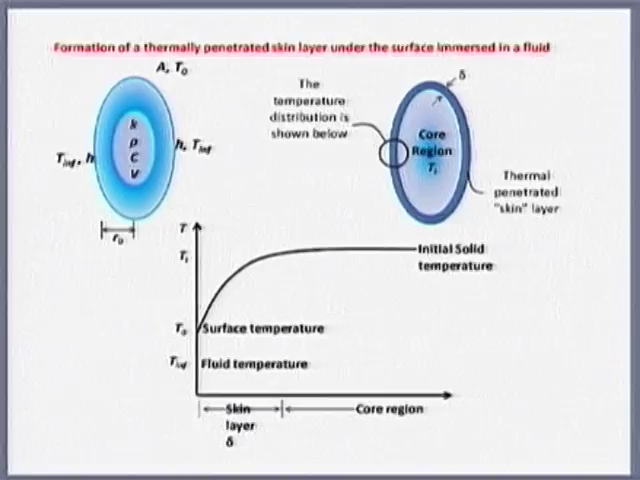 Formation of a thermally penetrated skin layer under the surface immersed in a fluid
A, T₀
k
ρ
C
V
T_inf, h
h, T_inf
r₀
The
temperature
distribution is
shown below
δ
Core
Region
T_i
Thermal
penetrated
"skin" layer
T
T_i
Initial Solid
temperature
T₀ Surface temperature
T_inf Fluid temperature
Skin
layer
δ
Core region